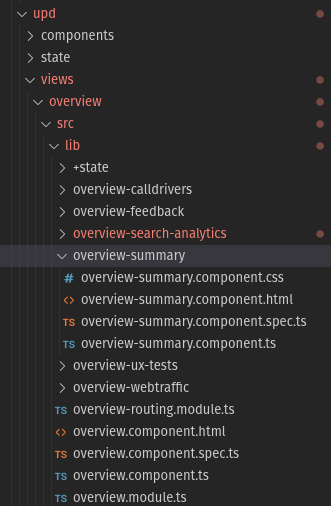 upd
components
state
views
overview
src
lib
+state
overview-calldrivers
overview-feedback
overview-search-analytics
overview-summary
# overview-summary.component.css
<> overview-summary.component.html
TS overview-summary.component.spec.ts
TS overview-summary.component.ts
overview-ux-tests
overview-webtraffic
TS overview-routing.module.ts
<> overview.component.html
TS overview.component.spec.ts
TS overview.component.ts
TS overview.module.ts